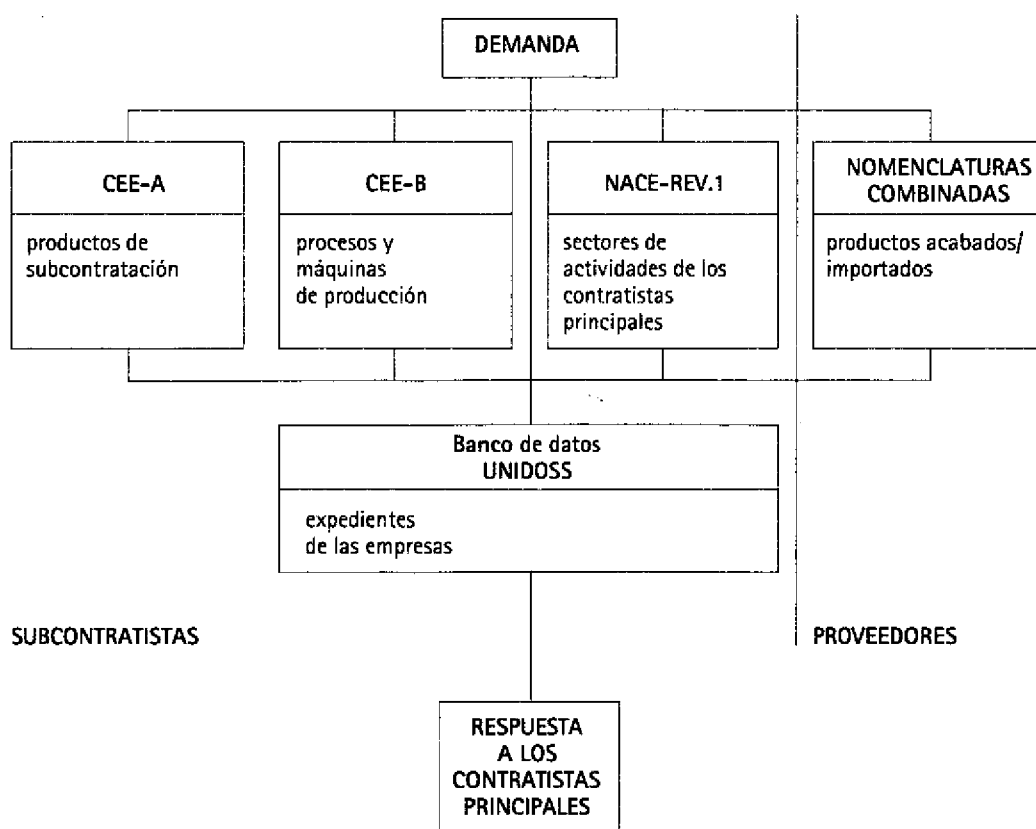 DEMANDA
CEE-A
productos de
subcontratación
CEE-B
procesos y
máquinas
de producción
NACE-REV.1
sectores de
actividades de los
contratistas
principales
NOMENCLATURAS
COMBINADAS
productos acabados/
importados
Banco de datos
UNIDOSS
expedientes
de las empresas
SUBCONTRATISTAS
PROVEEDORES
RESPUESTA
A LOS
CONTRATISTAS
PRINCIPALES